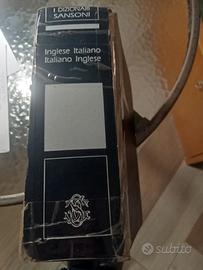 I DIZIONARI
SANSONI
Inglese Italiano
Italiano Inglese
subito